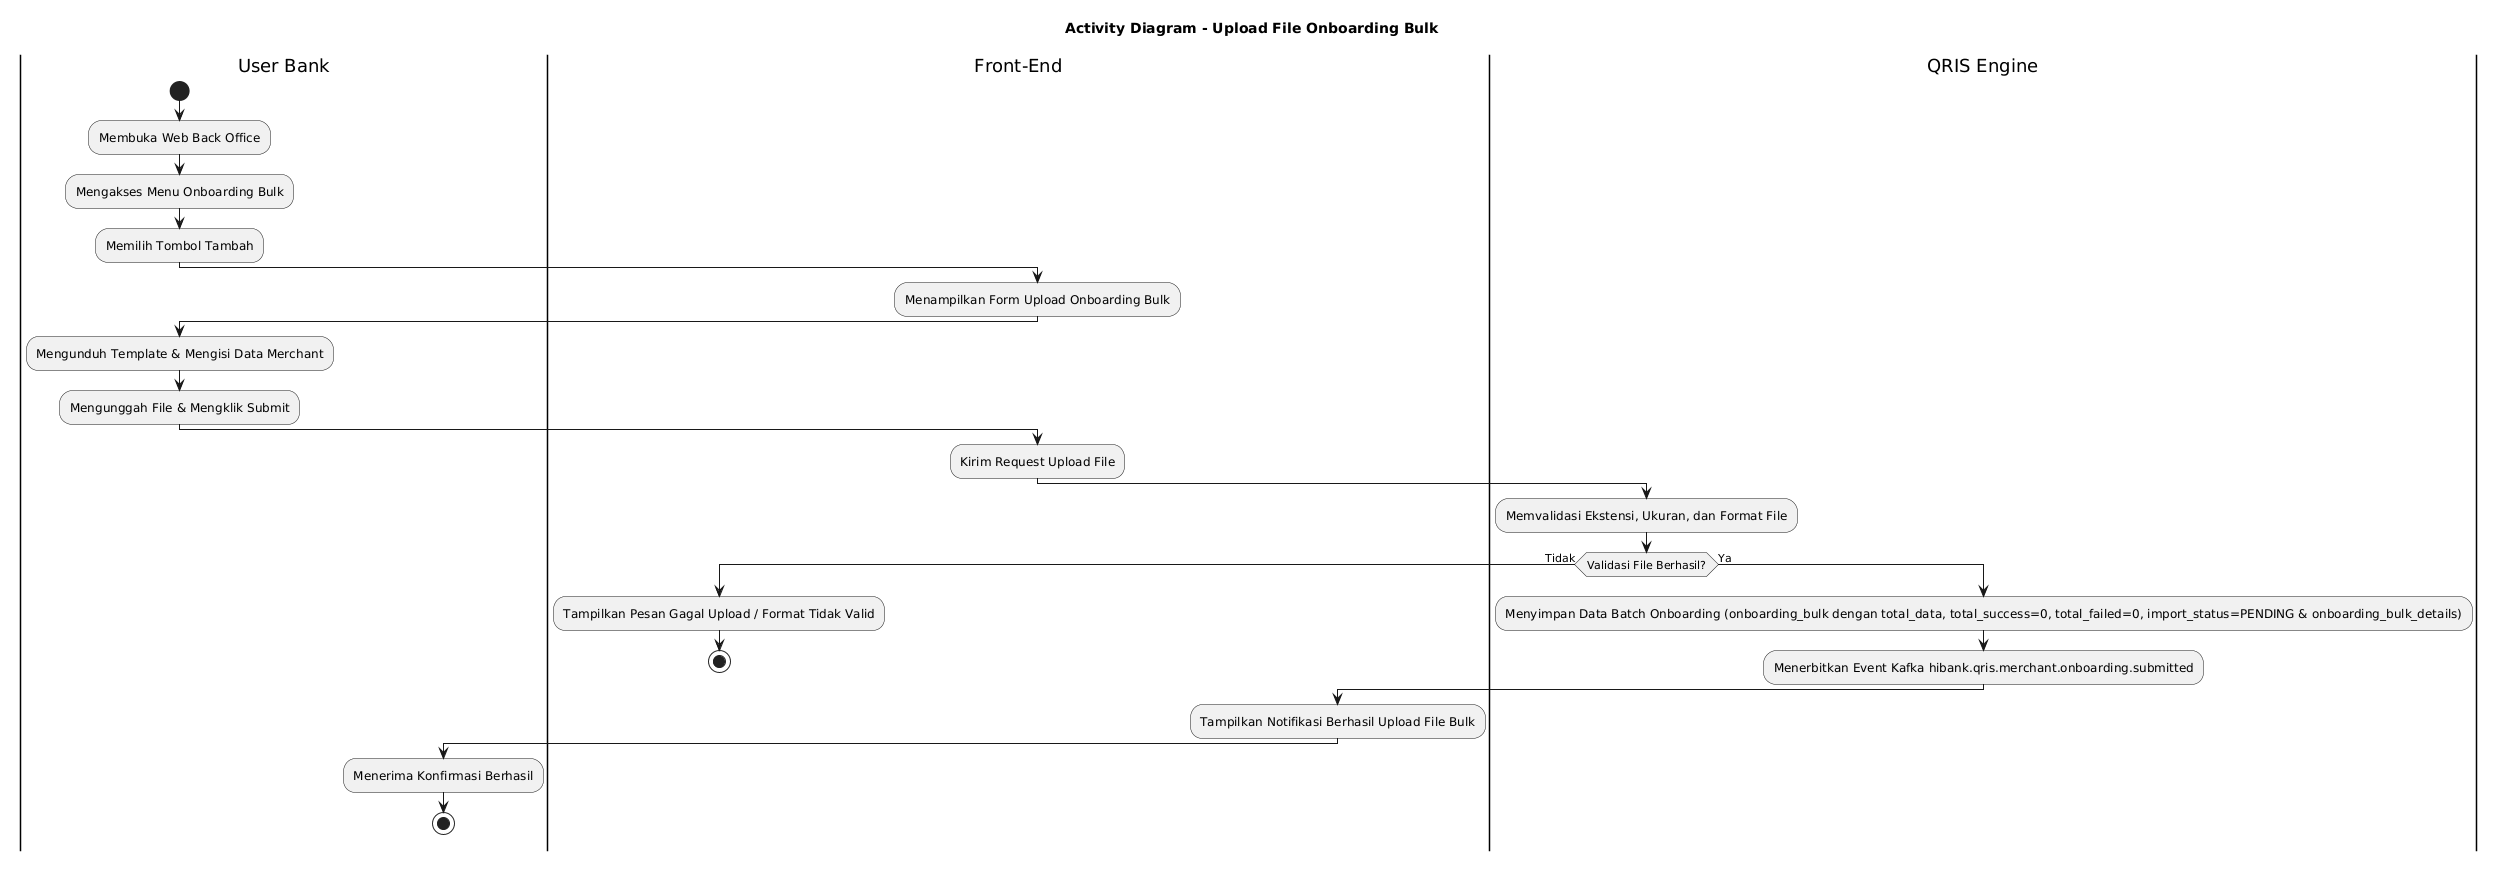 Activity Diagram - Upload File Onboarding Bulk
User Bank
Front-End
QRIS Engine
Membuka Web Back Office
Mengakses Menu Onboarding Bulk
Memilih Tombol Tambah
Menampilkan Form Upload Onboarding Bulk
Mengunduh Template & Mengisi Data Merchant
Mengunggah File & Mengklik Submit
Kirim Request Upload File
Memvalidasi Ekstensi, Ukuran, dan Format File
Tidak
Validasi File Berhasil?
Ya
Tampilkan Pesan Gagal Upload / Format Tidak Valid
Menyimpan Data Batch Onboarding (onboarding_bulk dengan total_data, total_success=0, total_failed=0, import_status=PENDING & onboarding_bulk_details)
Menerbitkan Event Kafka hibank.qris.merchant.onboarding.submitted
Tampilkan Notifikasi Berhasil Upload File Bulk
Menerima Konfirmasi Berhasil